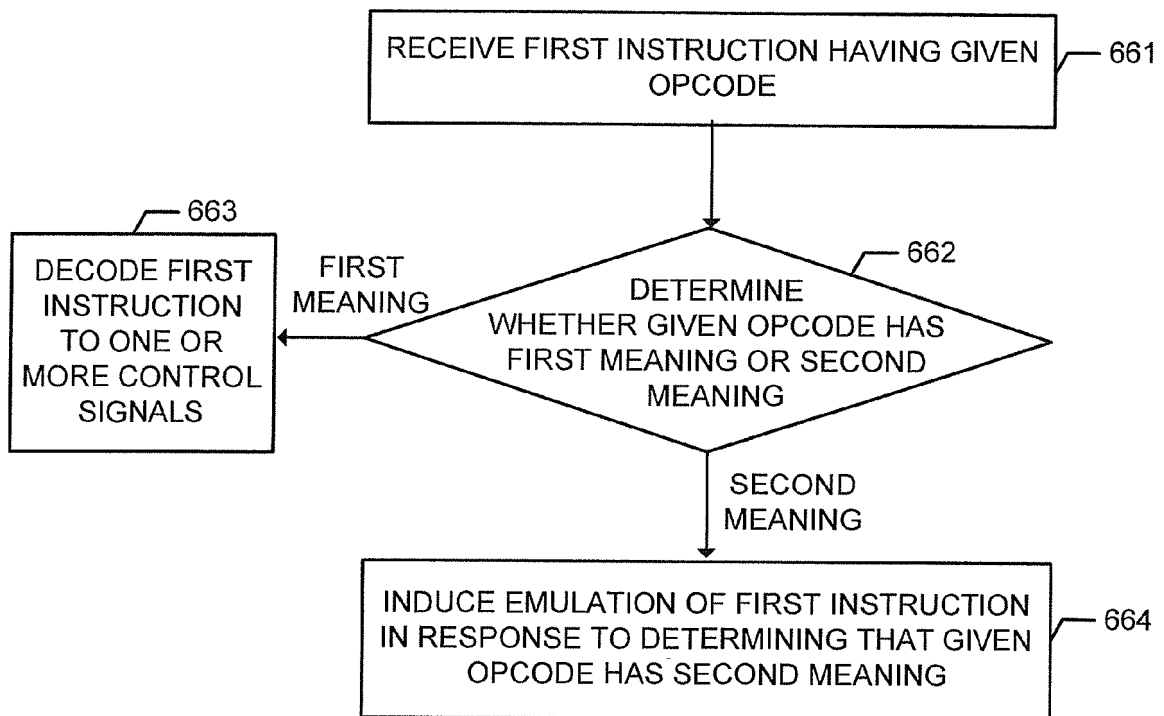 RECEIVE FIRST INSTRUCTION HAVING GIVEN
OPCODE
661
662
DETERMINE
WHETHER GIVEN OPCODE HAS
FIRST MEANING OR SECOND
MEANING
FIRST
MEANING
663
DECODE FIRST
INSTRUCTION
TO ONE OR
MORE CONTROL
SIGNALS
SECOND
MEANING
INDUCE EMULATION OF FIRST INSTRUCTION
IN RESPONSE TO DETERMINING THAT GIVEN
OPCODE HAS SECOND MEANING
664